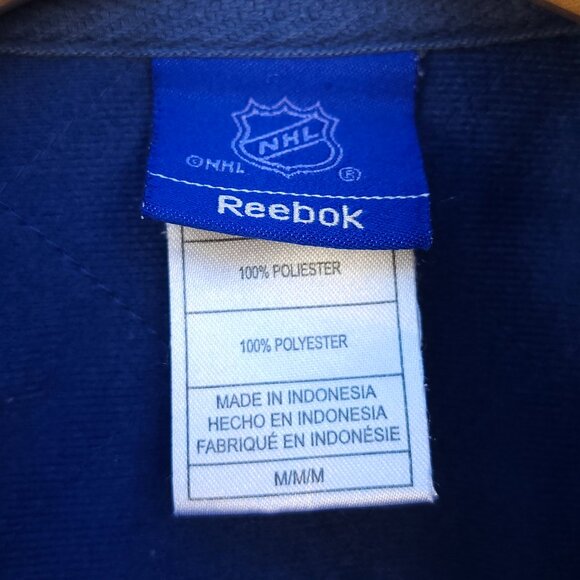 NHL
©NHL ®
Reebok
100% POLIESTER
100% POLYESTER
MADE IN INDONESIA
HECHO EN INDONESIA
FABRIQUÉ EN INDONÉSIE
M/M/M